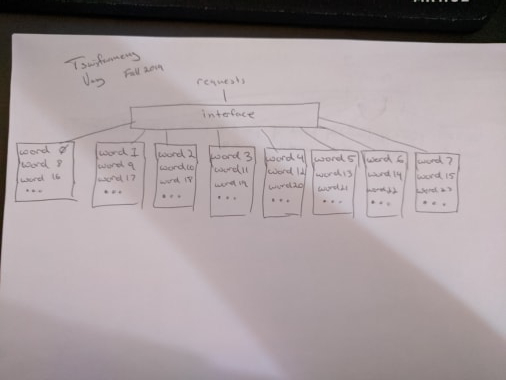 Vang Fall 2019
requests
interface
word 0 word 1 word 2 word 3 word 4 word 5 word 6 word 7
word 8 word 9 word 10 word 11 word 12 word 13 word 14 word 15
word 16 word 17 word 18 word 19 word 20 word 21 word 22 word 23
... ... ... ... ... ... ... ...